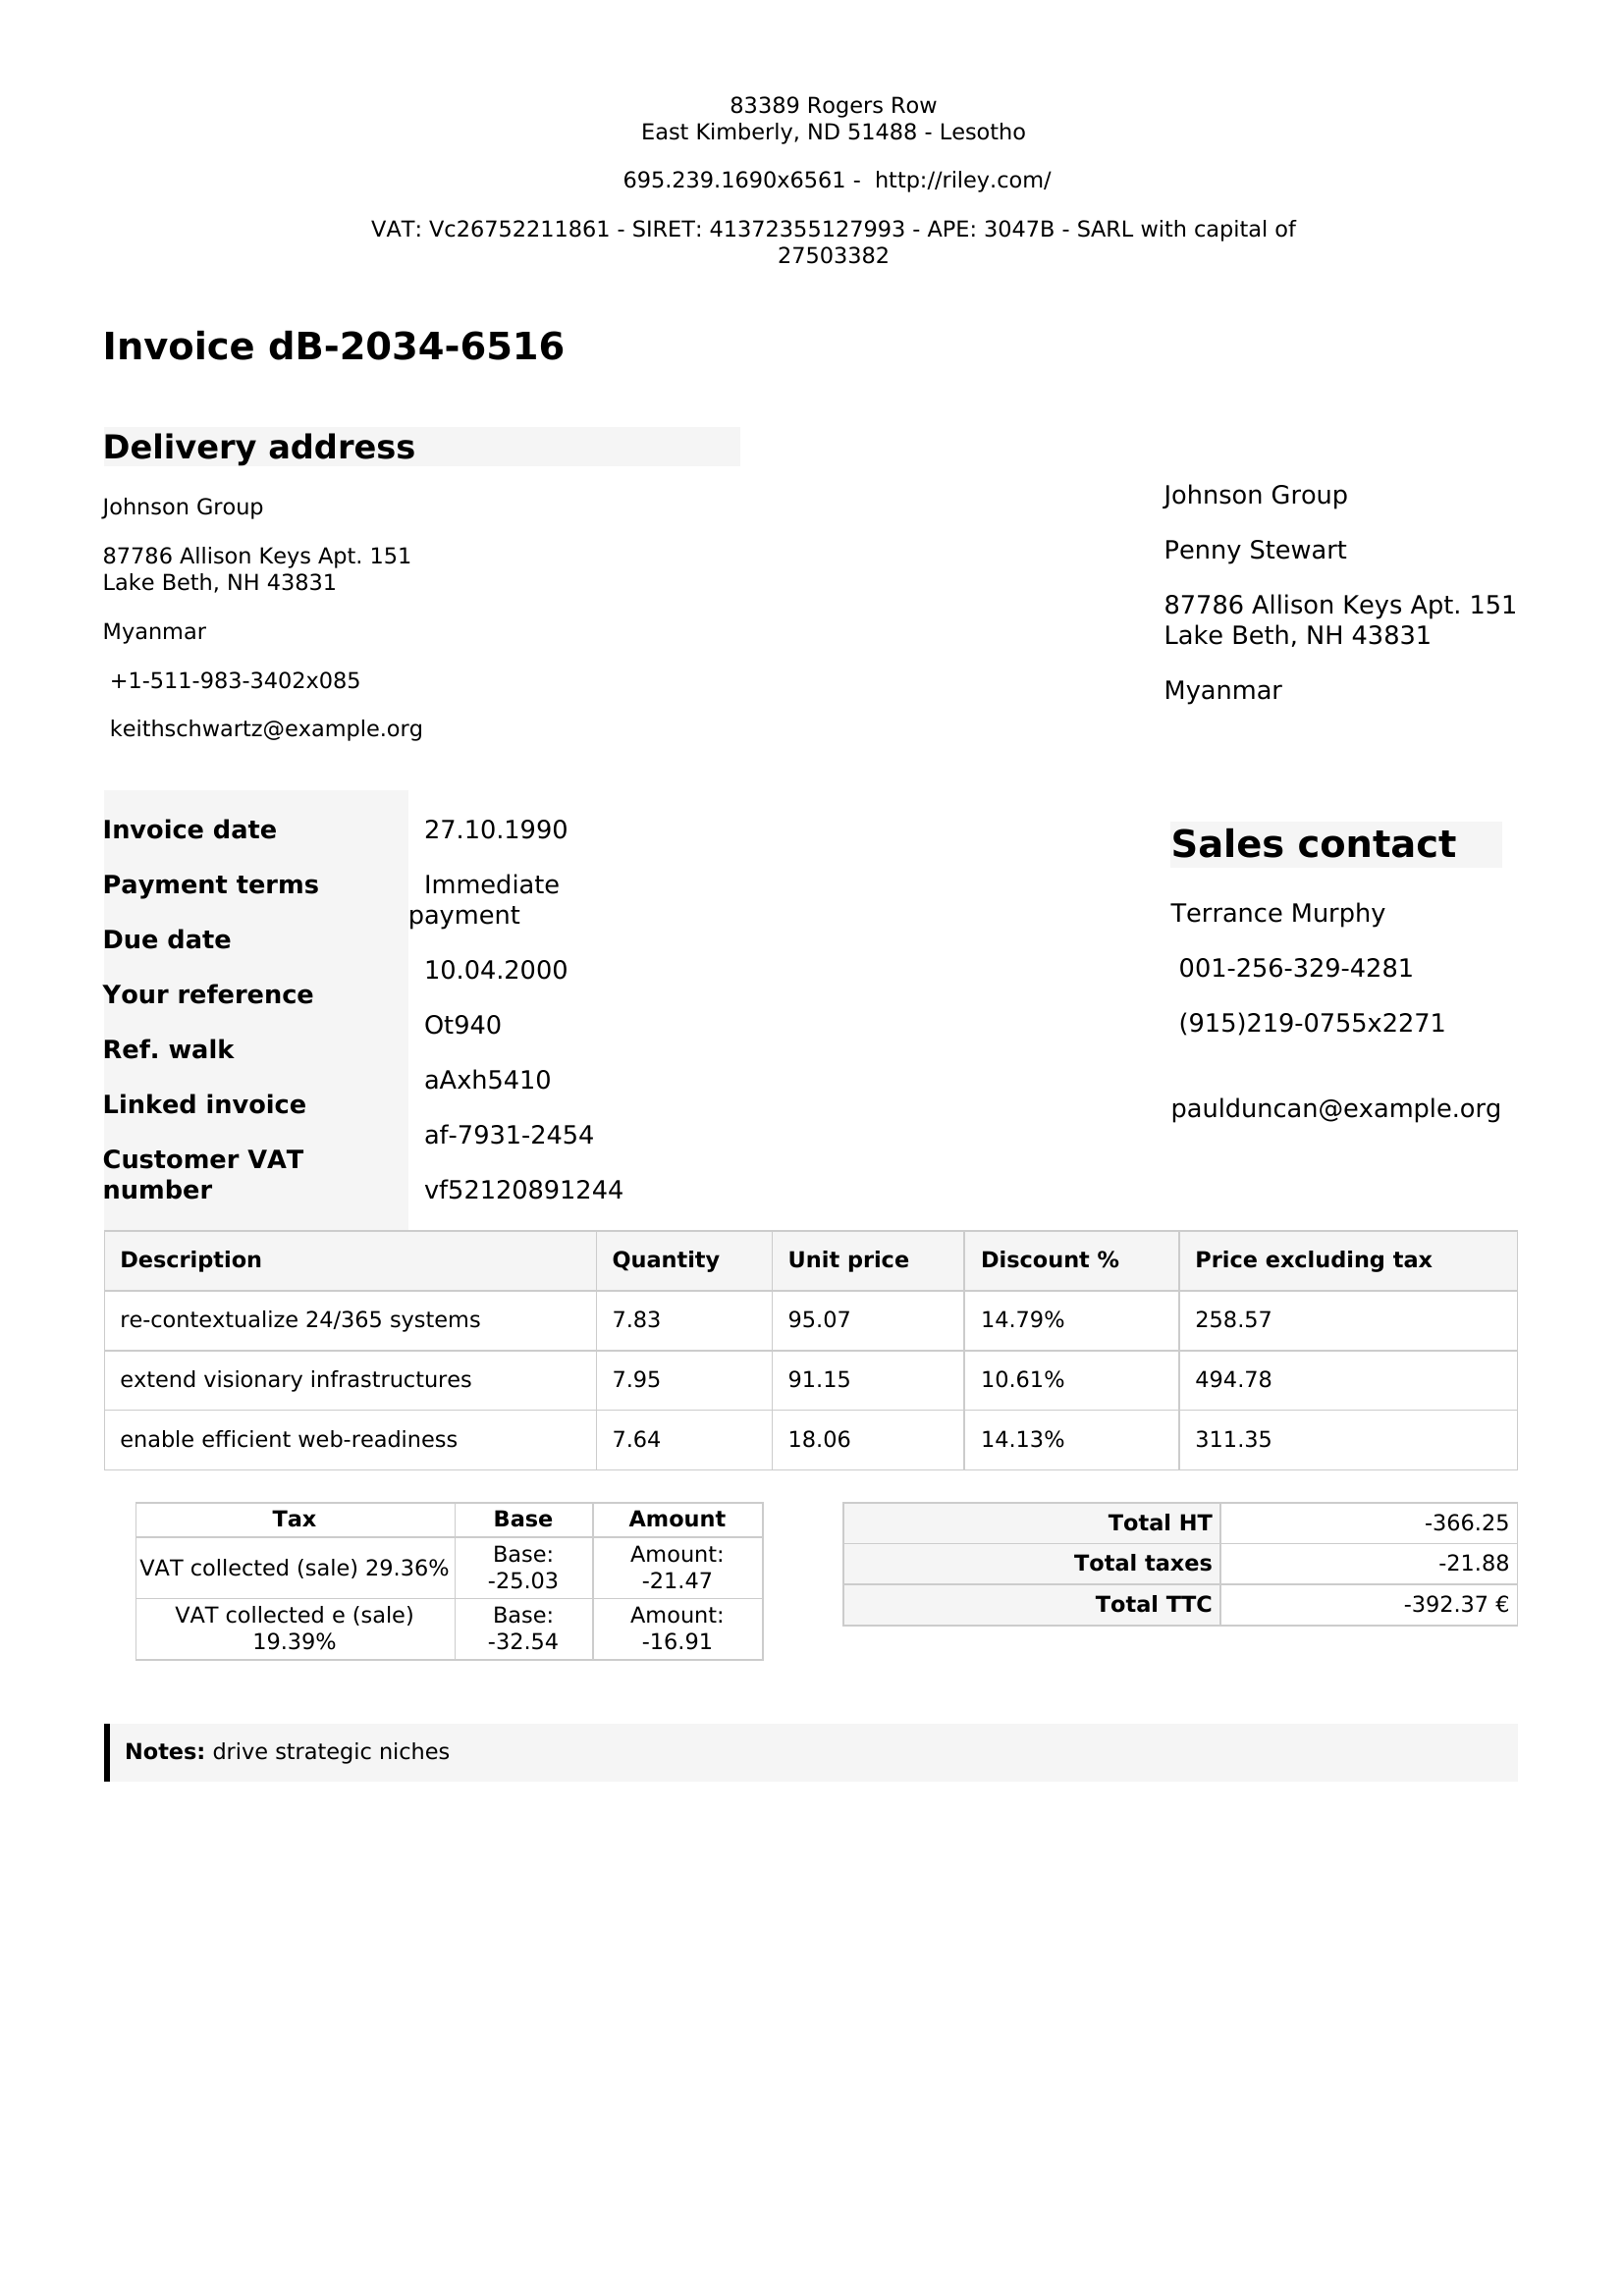 83389 Rogers Row
East Kimberly, ND 51488 - Lesotho
695.239.1690x6561 -  http://riley.com/
VAT: Vc26752211861 - SIRET: 41372355127993 - APE: 3047B - SARL with capital of
27503382
Invoice dB-2034-6516
Delivery address
Johnson Group
87786 Allison Keys Apt. 151
Lake Beth, NH 43831
Myanmar
+1-511-983-3402x085
keithschwartz@example.org
Johnson Group
Penny Stewart
87786 Allison Keys Apt. 151
Lake Beth, NH 43831
Myanmar
Invoice date
Payment terms
Due date
Your reference
Ref. walk
Linked invoice
Customer VAT
number
27.10.1990
Immediate
payment
10.04.2000
Ot940
aAxh5410
af-7931-2454
vf52120891244
Sales contact
Terrance Murphy
001-256-329-4281
(915)219-0755x2271
paulduncan@example.org
Description Quantity Unit price Discount % Price excluding tax
re-contextualize 24/365 systems 7.83 95.07 14.79% 258.57
extend visionary infrastructures 7.95 91.15 10.61% 494.78
enable efficient web-readiness 7.64 18.06 14.13% 311.35
Tax Base Amount
VAT collected (sale) 29.36% Base: -25.03 Amount: -21.47
VAT collected e (sale) 19.39% Base: -32.54 Amount: -16.91
Total HT -366.25
Total taxes -21.88
Total TTC -392.37 €
Notes: drive strategic niches